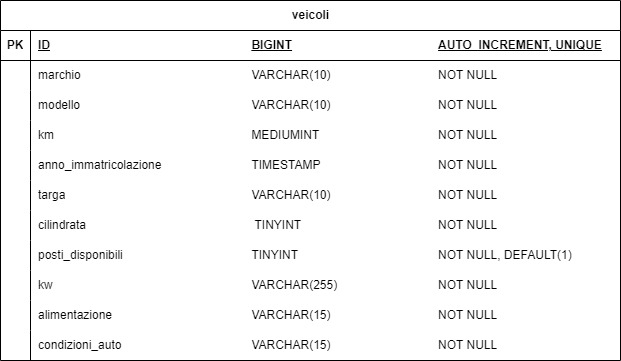 veicoli
PK ID BIGINT AUTO_INCREMENT, UNIQUE
marchio VARCHAR(10) NOT NULL
modello VARCHAR(10) NOT NULL
km MEDIUMINT NOT NULL
anno_immatricolazione TIMESTAMP NOT NULL
targa VARCHAR(10) NOT NULL
cilindrata TINYINT NOT NULL
posti_disponibili TINYINT NOT NULL, DEFAULT(1)
kw VARCHAR(255) NOT NULL
alimentazione VARCHAR(15) NOT NULL
condizioni_auto VARCHAR(15) NOT NULL